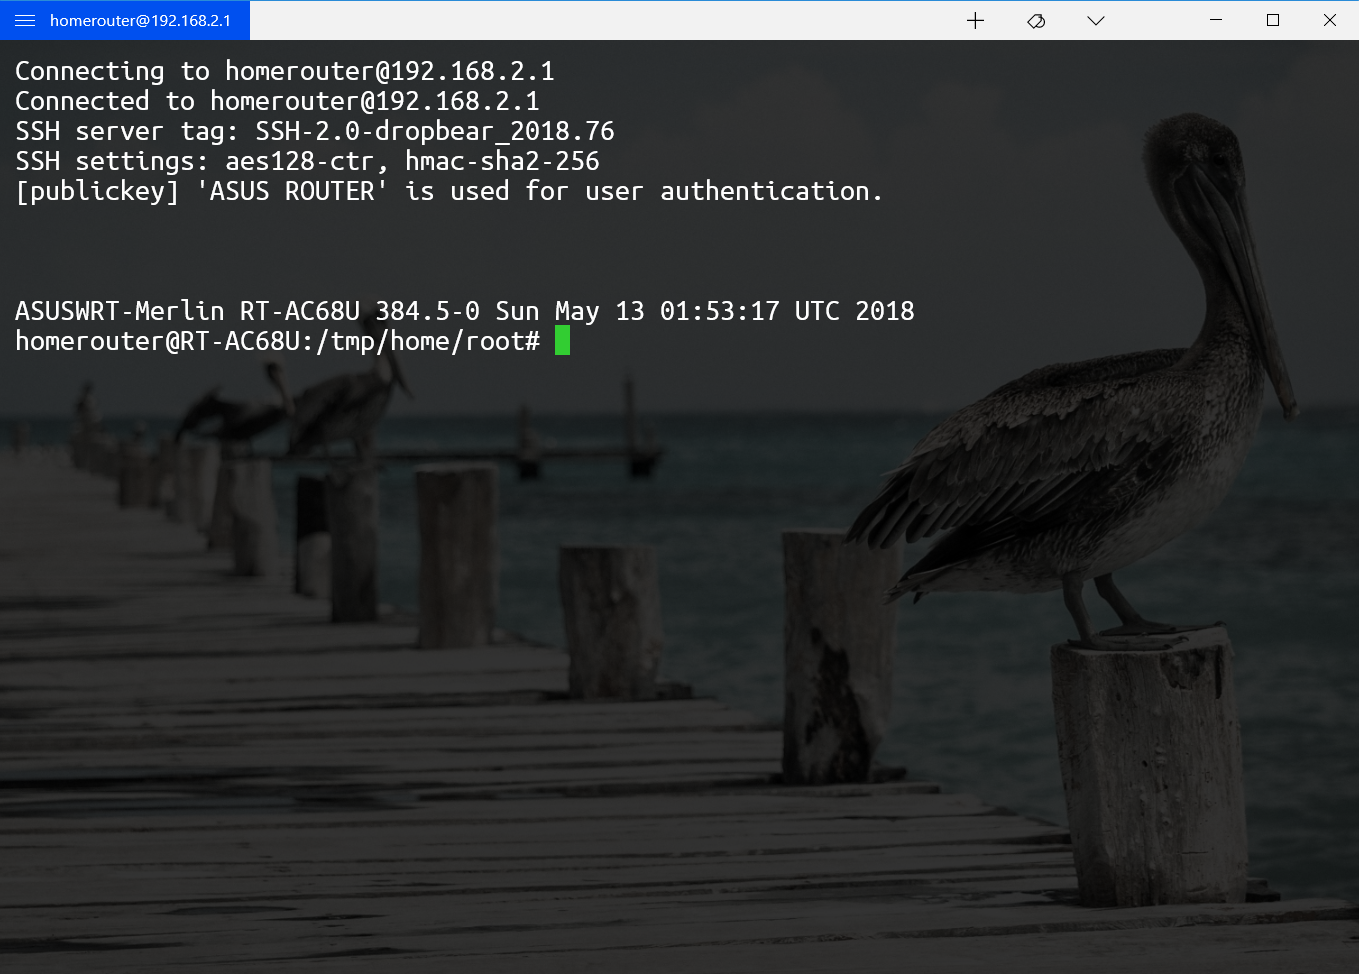 homerouter@192.168.2.1
Connecting to homerouter@192.168.2.1
Connected to homerouter@192.168.2.1
SSH server tag: SSH-2.0-dropbear_2018.76
SSH settings: aes128-ctr, hmac-sha2-256
[publickey] 'ASUS ROUTER' is used for user authentication.
ASUSWRT-Merlin RT-AC68U 384.5-0 Sun May 13 01:53:17 UTC 2018
homerouter@RT-AC68U:/tmp/home/root#